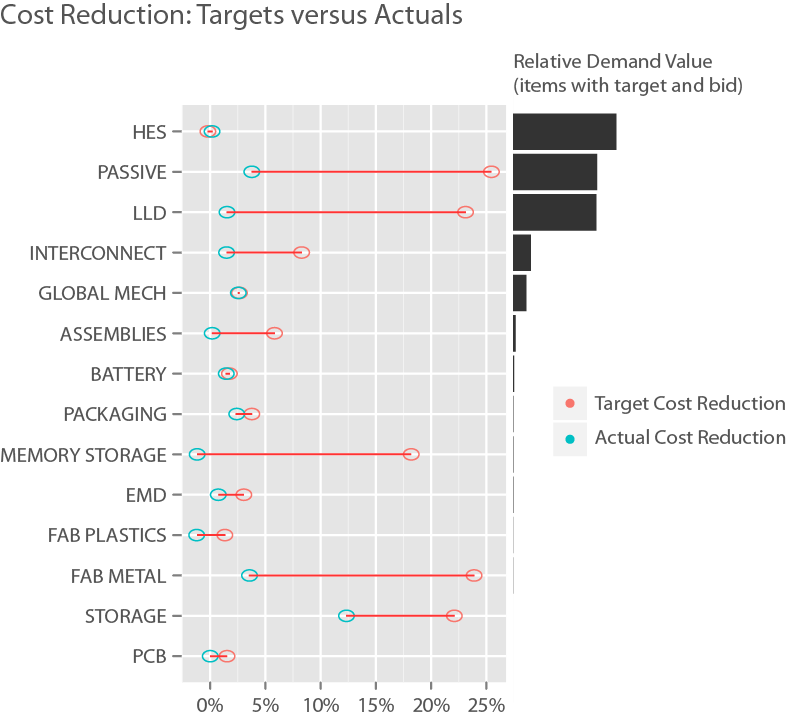 Cost Reduction: Targets versus Actuals
Relative Demand Value
(items with target and bid)
HES
PASSIVE
LLD
INTERCONNECT
GLOBAL MECH
ASSEMBLIES
BATTERY
PACKAGING
MEMORY STORAGE
EMD
FAB PLASTICS
FAB METAL
STORAGE
PCB
Target Cost Reduction
Actual Cost Reduction
0% 5% 10% 15% 20% 25%